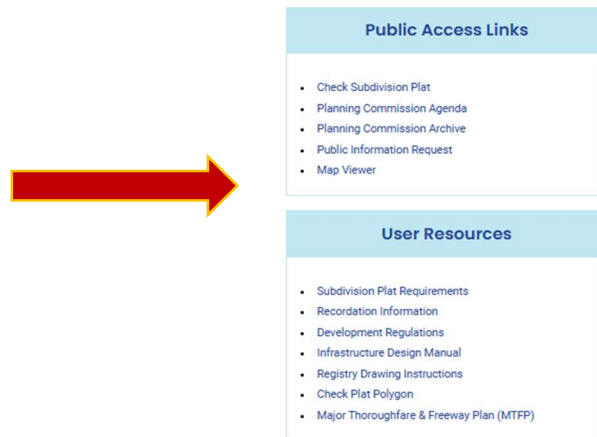 Public Access Links
Check Subdivision Plat
Planning Commission Agenda
Planning Commission Archive
Public Information Request
Map Viewer
User Resources
Subdivision Plat Requirements
Recordation Information
Development Regulations
Infrastructure Design Manual
Registry Drawing Instructions
Check Plat Polygon
Major Thoroughfare & Freeway Plan (MTFP)